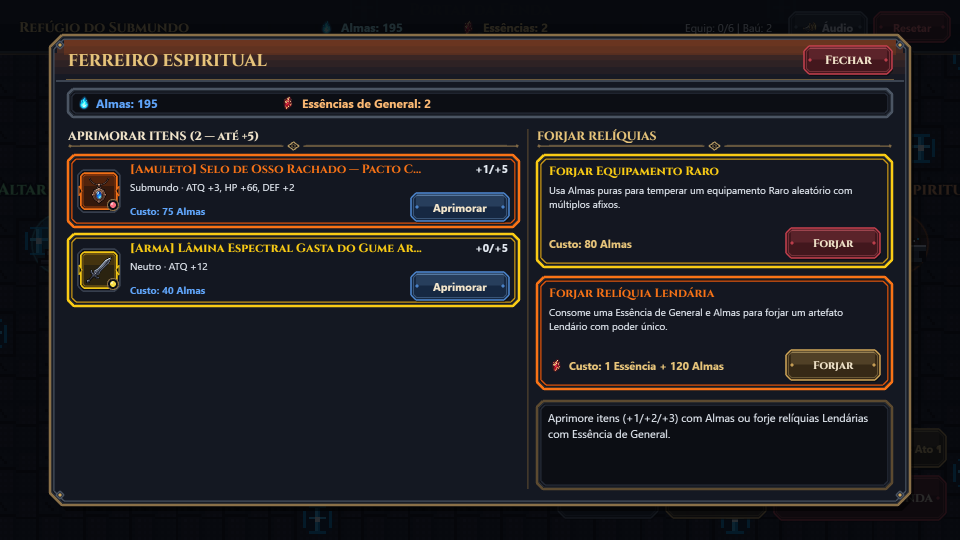 Refúgio do Submundo
Almas: 195
Essências: 2
Equip: 0/6 | Baú: 2
Áudio
Resetar
Ferreiro Espiritual
Fechar
Almas: 195
Essências de General: 2
Aprimorar Itens (2 — até +5)
[Amuleto] Selo de Osso Rachado — Pacto C...
+1/+5
Submundo · ATQ +3, HP +66, DEF +2
Custo: 75 Almas
Aprimorar
[Arma] Lâmina Espectral Gasta do Gume Ar...
+0/+5
Neutro · ATQ +12
Custo: 40 Almas
Aprimorar
Forjar Relíquias
Forjar Equipamento Raro
Usa Almas puras para temperar um equipamento Raro aleatório com
múltiplos afixos.
Custo: 80 Almas
Forjar
Forjar Relíquia Lendária
Consome uma Essência de General e Almas para forjar um artefato
Lendário com poder único.
Custo: 1 Essência + 120 Almas
Forjar
Aprimore itens (+1/+2/+3) com Almas ou forje relíquias Lendárias
com Essência de General.
Altar
Ato 1